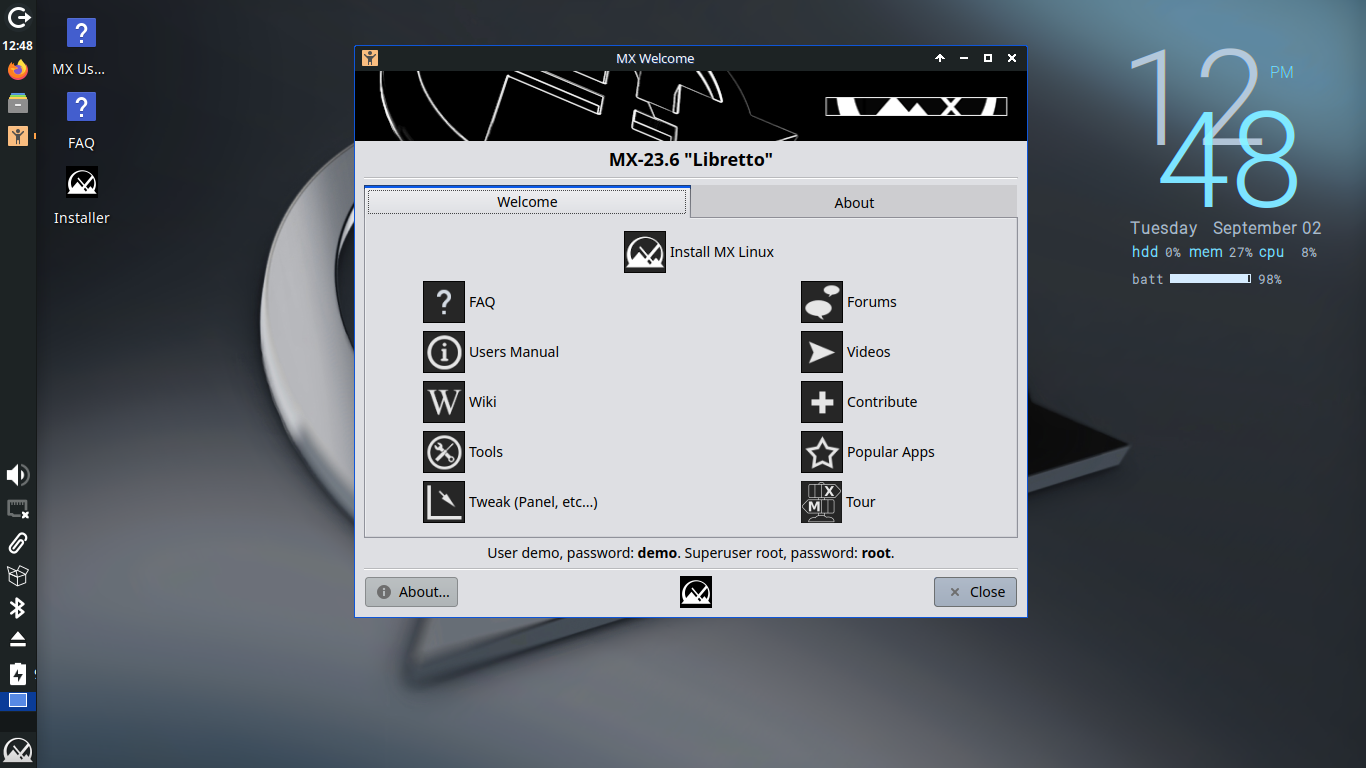 12:48
MX Us...
FAQ
Installer
MX Welcome
MX-23.6 "Libretto"
Welcome
About
Install MX Linux
FAQ
Forums
Users Manual
Videos
Wiki
Contribute
Tools
Popular Apps
Tweak (Panel, etc...)
Tour
User demo, password: demo. Superuser root, password: root.
About...
Close
12 PM
48
Tuesday September 02
hdd 0% mem 27% cpu 8%
batt 98%